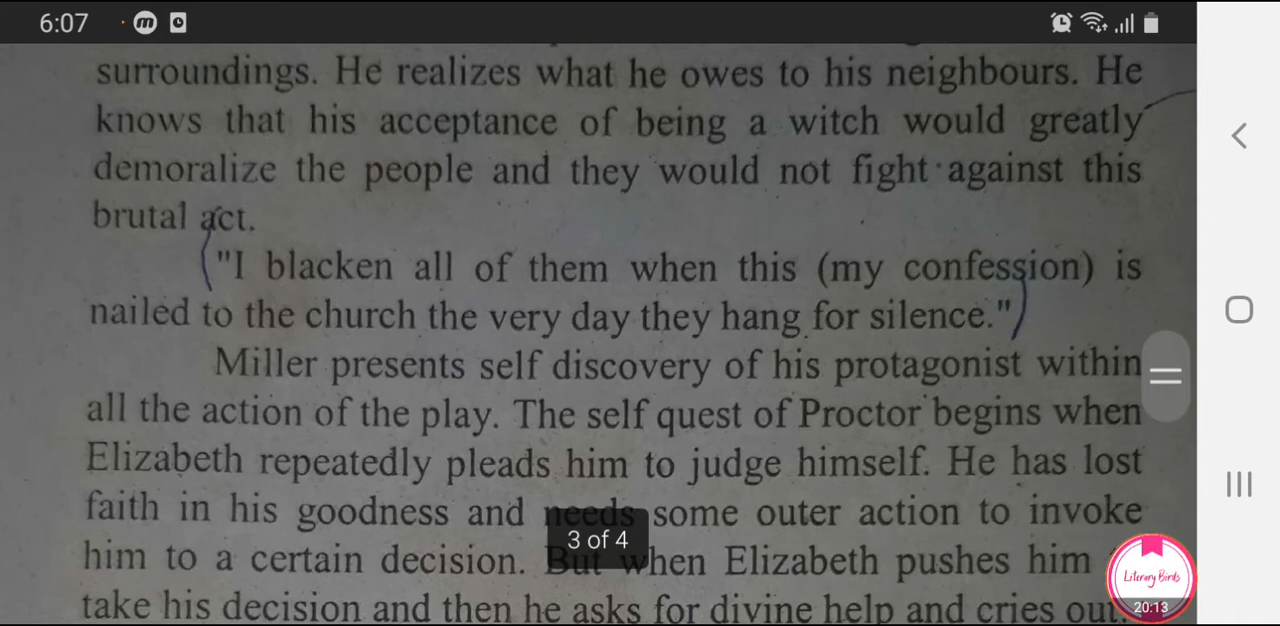 6:07
surroundings. He realizes what he owes to his neighbours. He
knows that his acceptance of being a witch would greatly
demoralize the people and they would not fight against this
brutal act.
"I blacken all of them when this (my confession) is
nailed to the church the very day they hang for silence."
Miller presents self discovery of his protagonist within
all the action of the play. The self quest of Proctor begins when
Elizabeth repeatedly pleads him to judge himself. He has lost
faith in his goodness and needs some outer action to invoke
him to a certain decision. But when Elizabeth pushes him
take his decision and then he asks for divine help and cries out.
3 of 4
Literary Birds
20:13